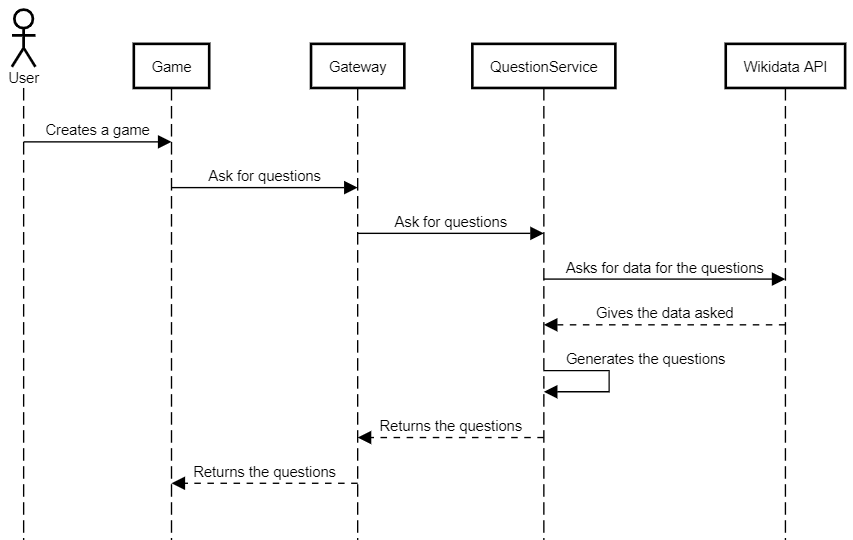 User
Game
Gateway
QuestionService
Wikidata API
Creates a game
Ask for questions
Ask for questions
Asks for data for the questions
Gives the data asked
Generates the questions
Returns the questions
Returns the questions